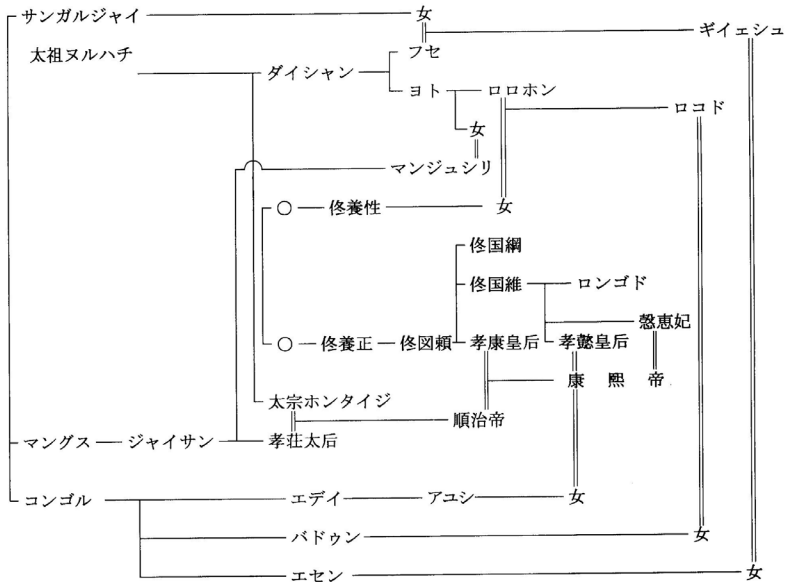 サンガルジャイ 女
ギイェシュ
太祖ヌルハチ
フセ
ダイシャン
ヨト ロロホン
ロコド
女
マンジュシリ
○ 佟養性 女
佟国綱
佟国維 ロンゴド
慤恵妃
○ 佟養正 佟図頼 孝康皇后 孝懿皇后
康熙帝
太宗ホンタイジ
順治帝
マングス ジャイサン 孝荘太后
コンゴル エデイ アユシ 女
バドゥン 女
エセン 女